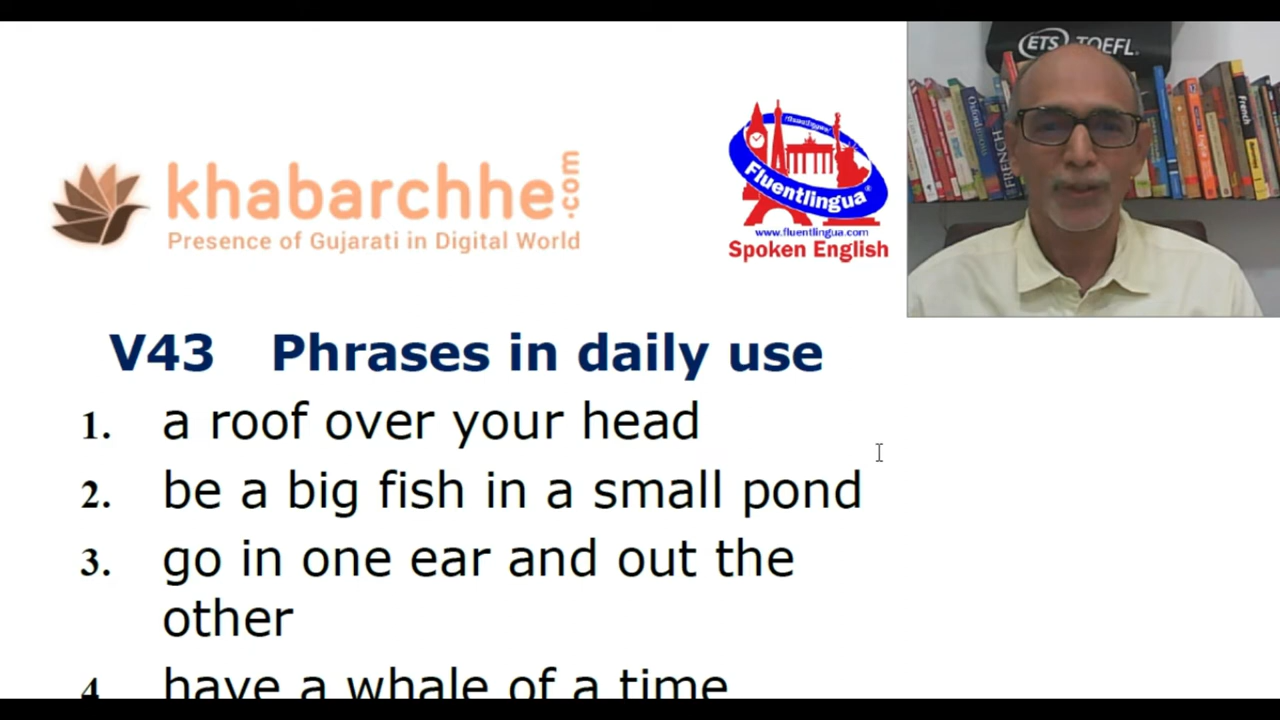 ETS TOEFL
khabarchhe.com
Presence of Gujarati in Digital World
Fluentlingua®
www.fluentlingua.com
Spoken English
French
V43 Phrases in daily use
1. a roof over your head
2. be a big fish in a small pond
3. go in one ear and out the
other
4. have a whale of a time